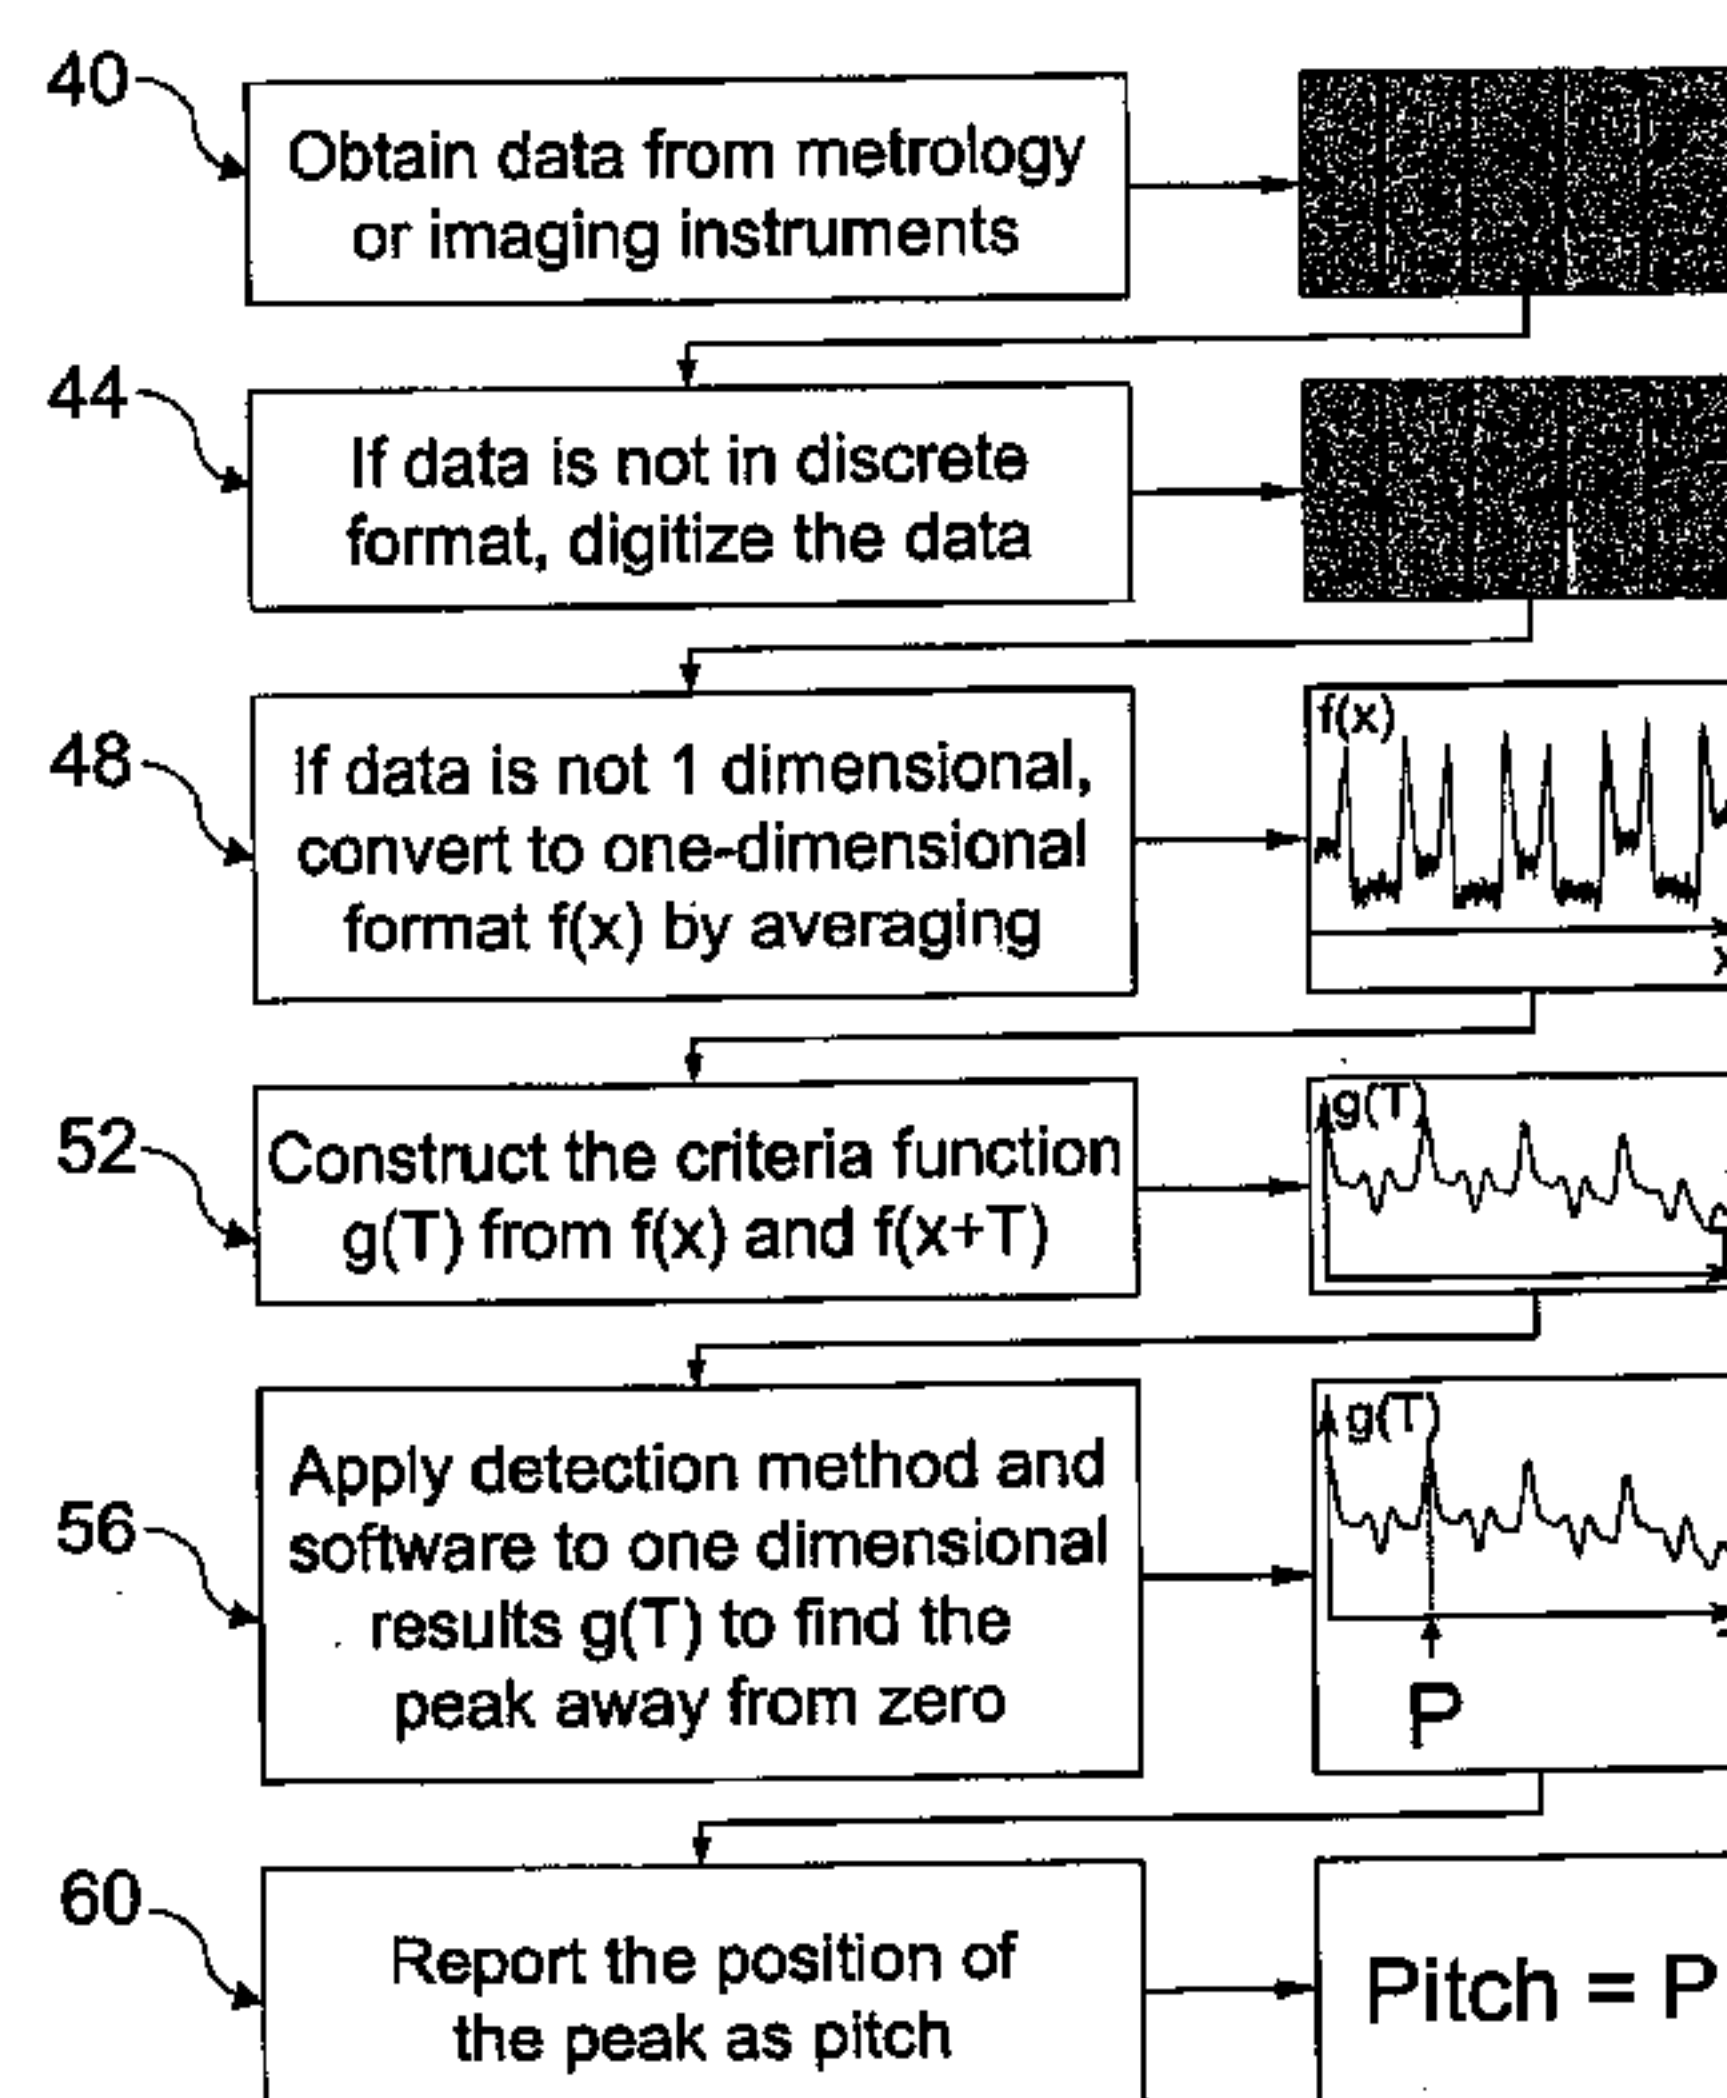 40
Obtain data from metrology
or imaging instruments
44
If data is not in discrete
format, digitize the data
48
If data is not 1 dimensional,
convert to one-dimensional
format f(x) by averaging
f(x)
x
52
Construct the criteria function
g(T) from f(x) and f(x+T)
g(T)
56
Apply detection method and
software to one dimensional
results g(T) to find the
peak away from zero
g(T)
P
60
Report the position of
the peak as pitch
Pitch = P